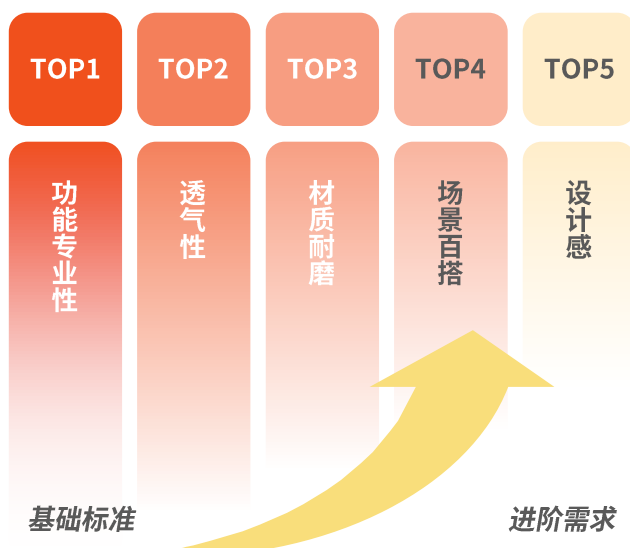 TOP1
TOP2
TOP3
TOP4
TOP5
功能专业性
透气性
材质耐磨
场景百搭
设计感
基础标准
进阶需求